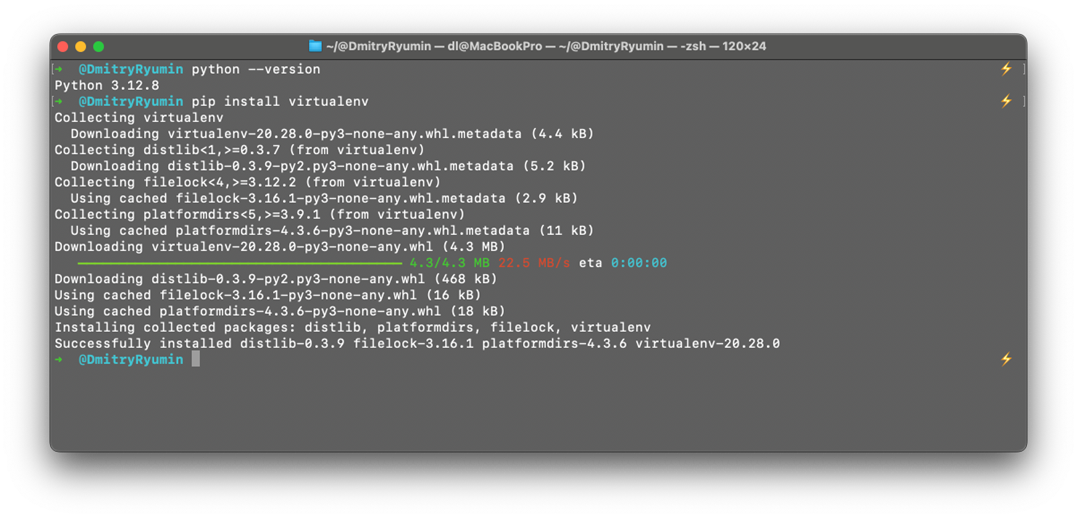 ~/@DmitryRyumin — dl@MacBookPro — ~/@DmitryRyumin — -zsh — 120×24
[➜  @DmitryRyumin python --version ⚡ ]
Python 3.12.8
[➜  @DmitryRyumin pip install virtualenv ⚡ ]
Collecting virtualenv
  Downloading virtualenv-20.28.0-py3-none-any.whl.metadata (4.4 kB)
Collecting distlib<1,>=0.3.7 (from virtualenv)
  Downloading distlib-0.3.9-py2.py3-none-any.whl.metadata (5.2 kB)
Collecting filelock<4,>=3.12.2 (from virtualenv)
  Using cached filelock-3.16.1-py3-none-any.whl.metadata (2.9 kB)
Collecting platformdirs<5,>=3.9.1 (from virtualenv)
  Using cached platformdirs-4.3.6-py3-none-any.whl.metadata (11 kB)
Downloading virtualenv-20.28.0-py3-none-any.whl (4.3 MB)
   ━━━━━━━━━━━━━━━━━━━━━━━━━━━━━━━━━━━━━━━━ 4.3/4.3 MB 22.5 MB/s eta 0:00:00
Downloading distlib-0.3.9-py2.py3-none-any.whl (468 kB)
Using cached filelock-3.16.1-py3-none-any.whl (16 kB)
Using cached platformdirs-4.3.6-py3-none-any.whl (18 kB)
Installing collected packages: distlib, platformdirs, filelock, virtualenv
Successfully installed distlib-0.3.9 filelock-3.16.1 platformdirs-4.3.6 virtualenv-20.28.0
➜  @DmitryRyumin ⚡